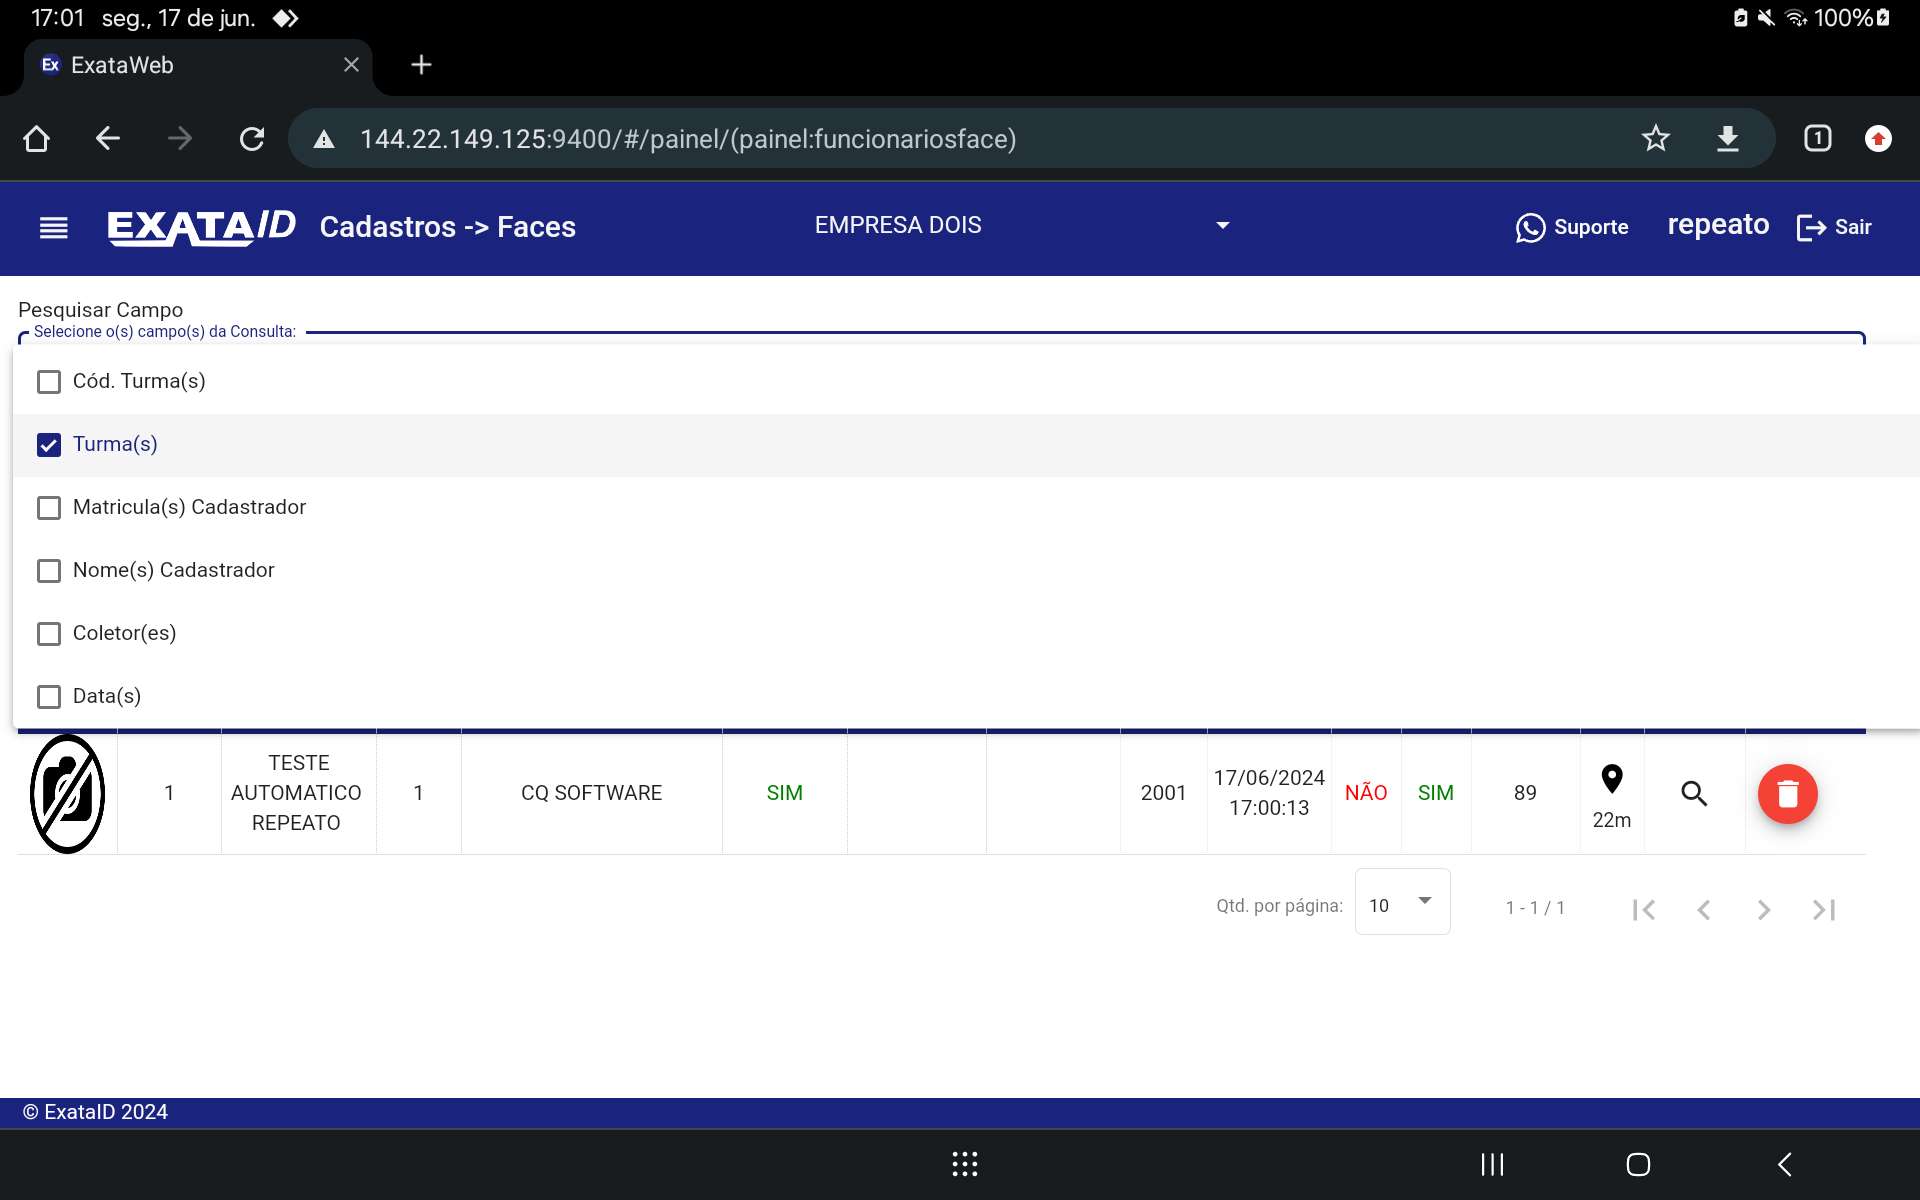 17:01 seg., 17 de jun. 100%
Ex ExataWeb
144.22.149.125:9400/#/painel/(painel:funcionariosface) 1
EXATA/D Cadastros -> Faces EMPRESA DOIS Suporte repeato Sair
Pesquisar Campo
Selecione o(s) campo(s) da Consulta:
Cód. Turma(s)
Turma(s)
Matricula(s) Cadastrador
Nome(s) Cadastrador
Coletor(es)
Data(s)
1 TESTE AUTOMATICO REPEATO 1 CQ SOFTWARE SIM 2001 17/06/2024 17:00:13 NÃO SIM 89 22m
Qtd. por página: 10 1 - 1 / 1
© ExataID 2024